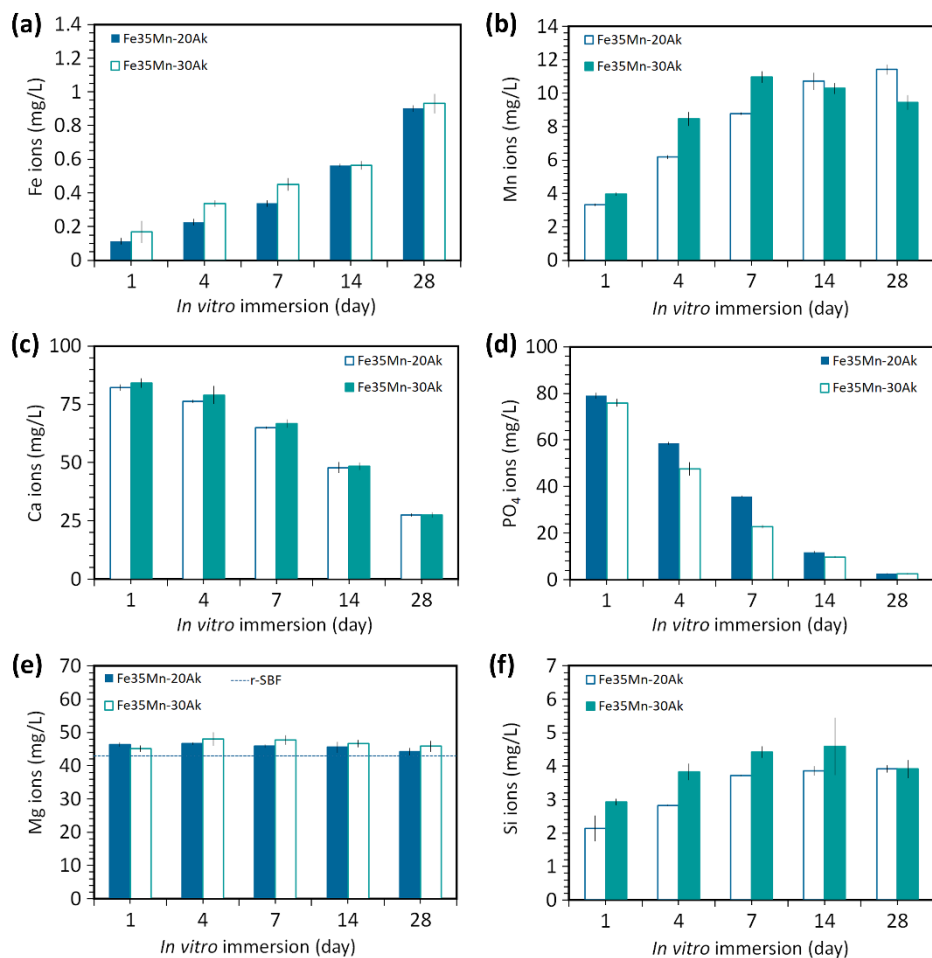 (a)
1.4
1.2
1
0.8
0.6
0.4
0.2
0
Fe ions (mg/L)
Fe35Mn-20Ak
Fe35Mn-30Ak
1 4 7 14 28
In vitro immersion (day)
(b)
14
12
10
8
6
4
2
0
Mn ions (mg/L)
Fe35Mn-20Ak
Fe35Mn-30Ak
1 4 7 14 28
In vitro immersion (day)
(c)
100
75
50
25
0
Ca ions (mg/L)
Fe35Mn-20Ak
Fe35Mn-30Ak
1 4 7 14 28
In vitro immersion (day)
(d)
100
80
60
40
20
0
PO₄ ions (mg/L)
Fe35Mn-20Ak
Fe35Mn-30Ak
1 4 7 14 28
In vitro immersion (day)
(e)
70
60
50
40
30
20
10
0
Mg ions (mg/L)
Fe35Mn-20Ak r-SBF
Fe35Mn-30Ak
1 4 7 14 28
In vitro immersion (day)
(f)
7
6
5
4
3
2
1
0
Si ions (mg/L)
Fe35Mn-20Ak
Fe35Mn-30Ak
1 4 7 14 28
In vitro immersion (day)